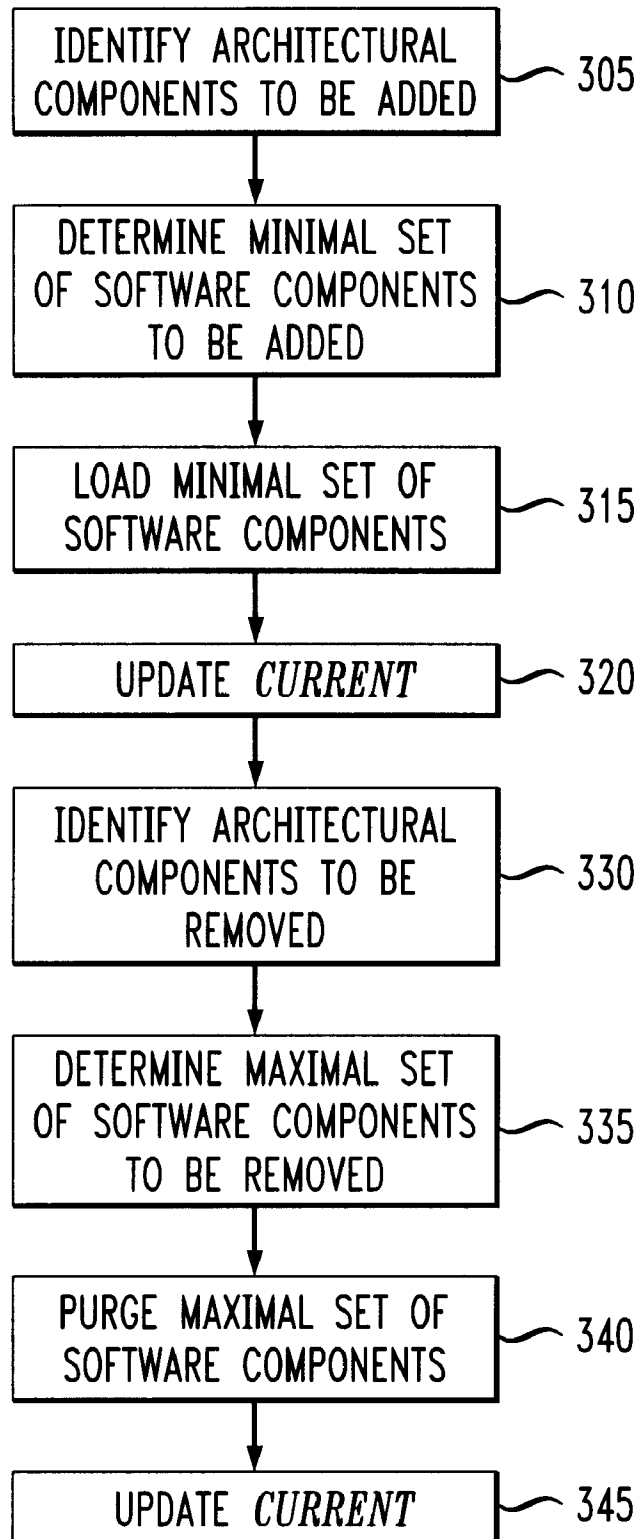 IDENTIFY ARCHITECTURAL
COMPONENTS TO BE ADDED
305
DETERMINE MINIMAL SET
OF SOFTWARE COMPONENTS
TO BE ADDED
310
LOAD MINIMAL SET OF
SOFTWARE COMPONENTS
315
UPDATE CURRENT
320
IDENTIFY ARCHITECTURAL
COMPONENTS TO BE
REMOVED
330
DETERMINE MAXIMAL SET
OF SOFTWARE COMPONENTS
TO BE REMOVED
335
PURGE MAXIMAL SET OF
SOFTWARE COMPONENTS
340
UPDATE CURRENT
345